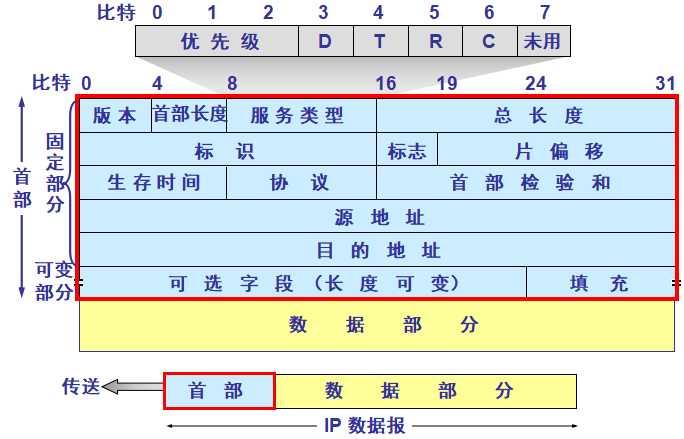 比特 0 1 2 3 4 5 6 7
优先级 D T R C 未用
比特 0 4 8 16 19 24 31
版本 首部长度 服务类型 总长度
标识 标志 片偏移
生存时间 协议 首部检验和
源地址
目的地址
可选字段（长度可变） 填充
首部
固定部分
可变部分
数据部分
传送 首部 数据部分
IP 数据报